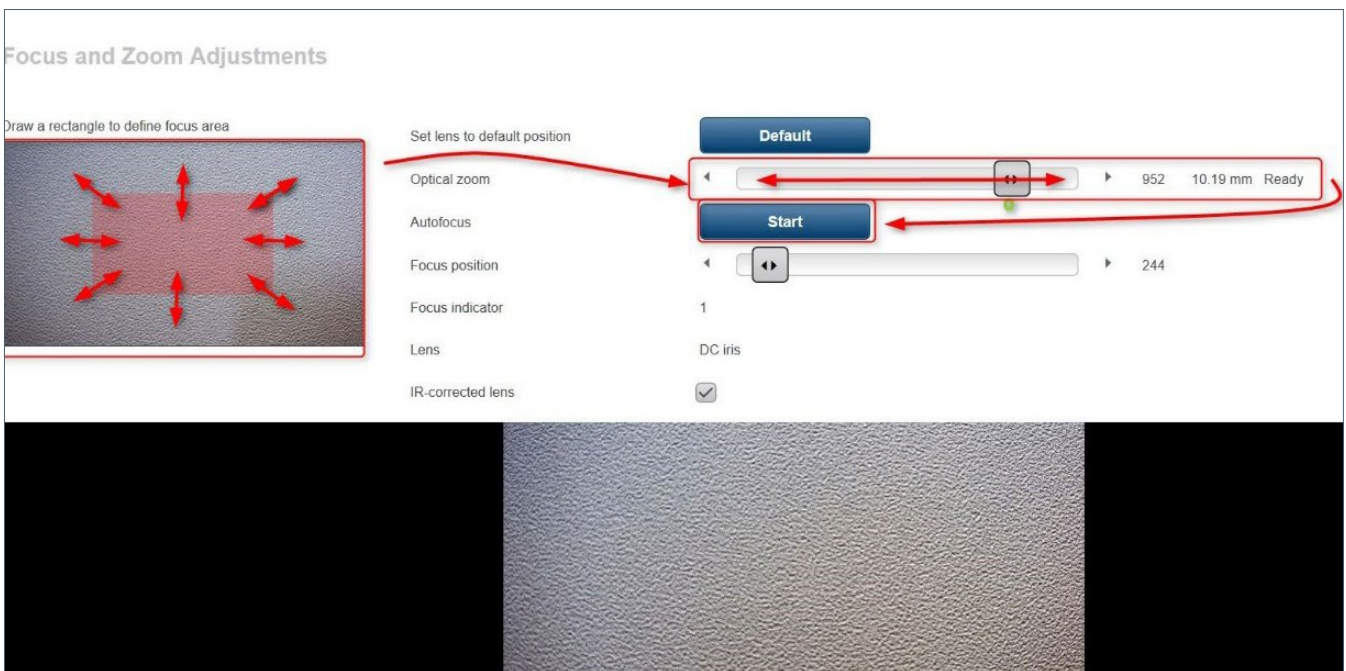 Focus and Zoom Adjustments
Draw a rectangle to define focus area
Set lens to default position
Default
Optical zoom
952 10.19 mm Ready
Autofocus
Start
Focus position
244
Focus indicator
1
Lens
DC iris
IR-corrected lens